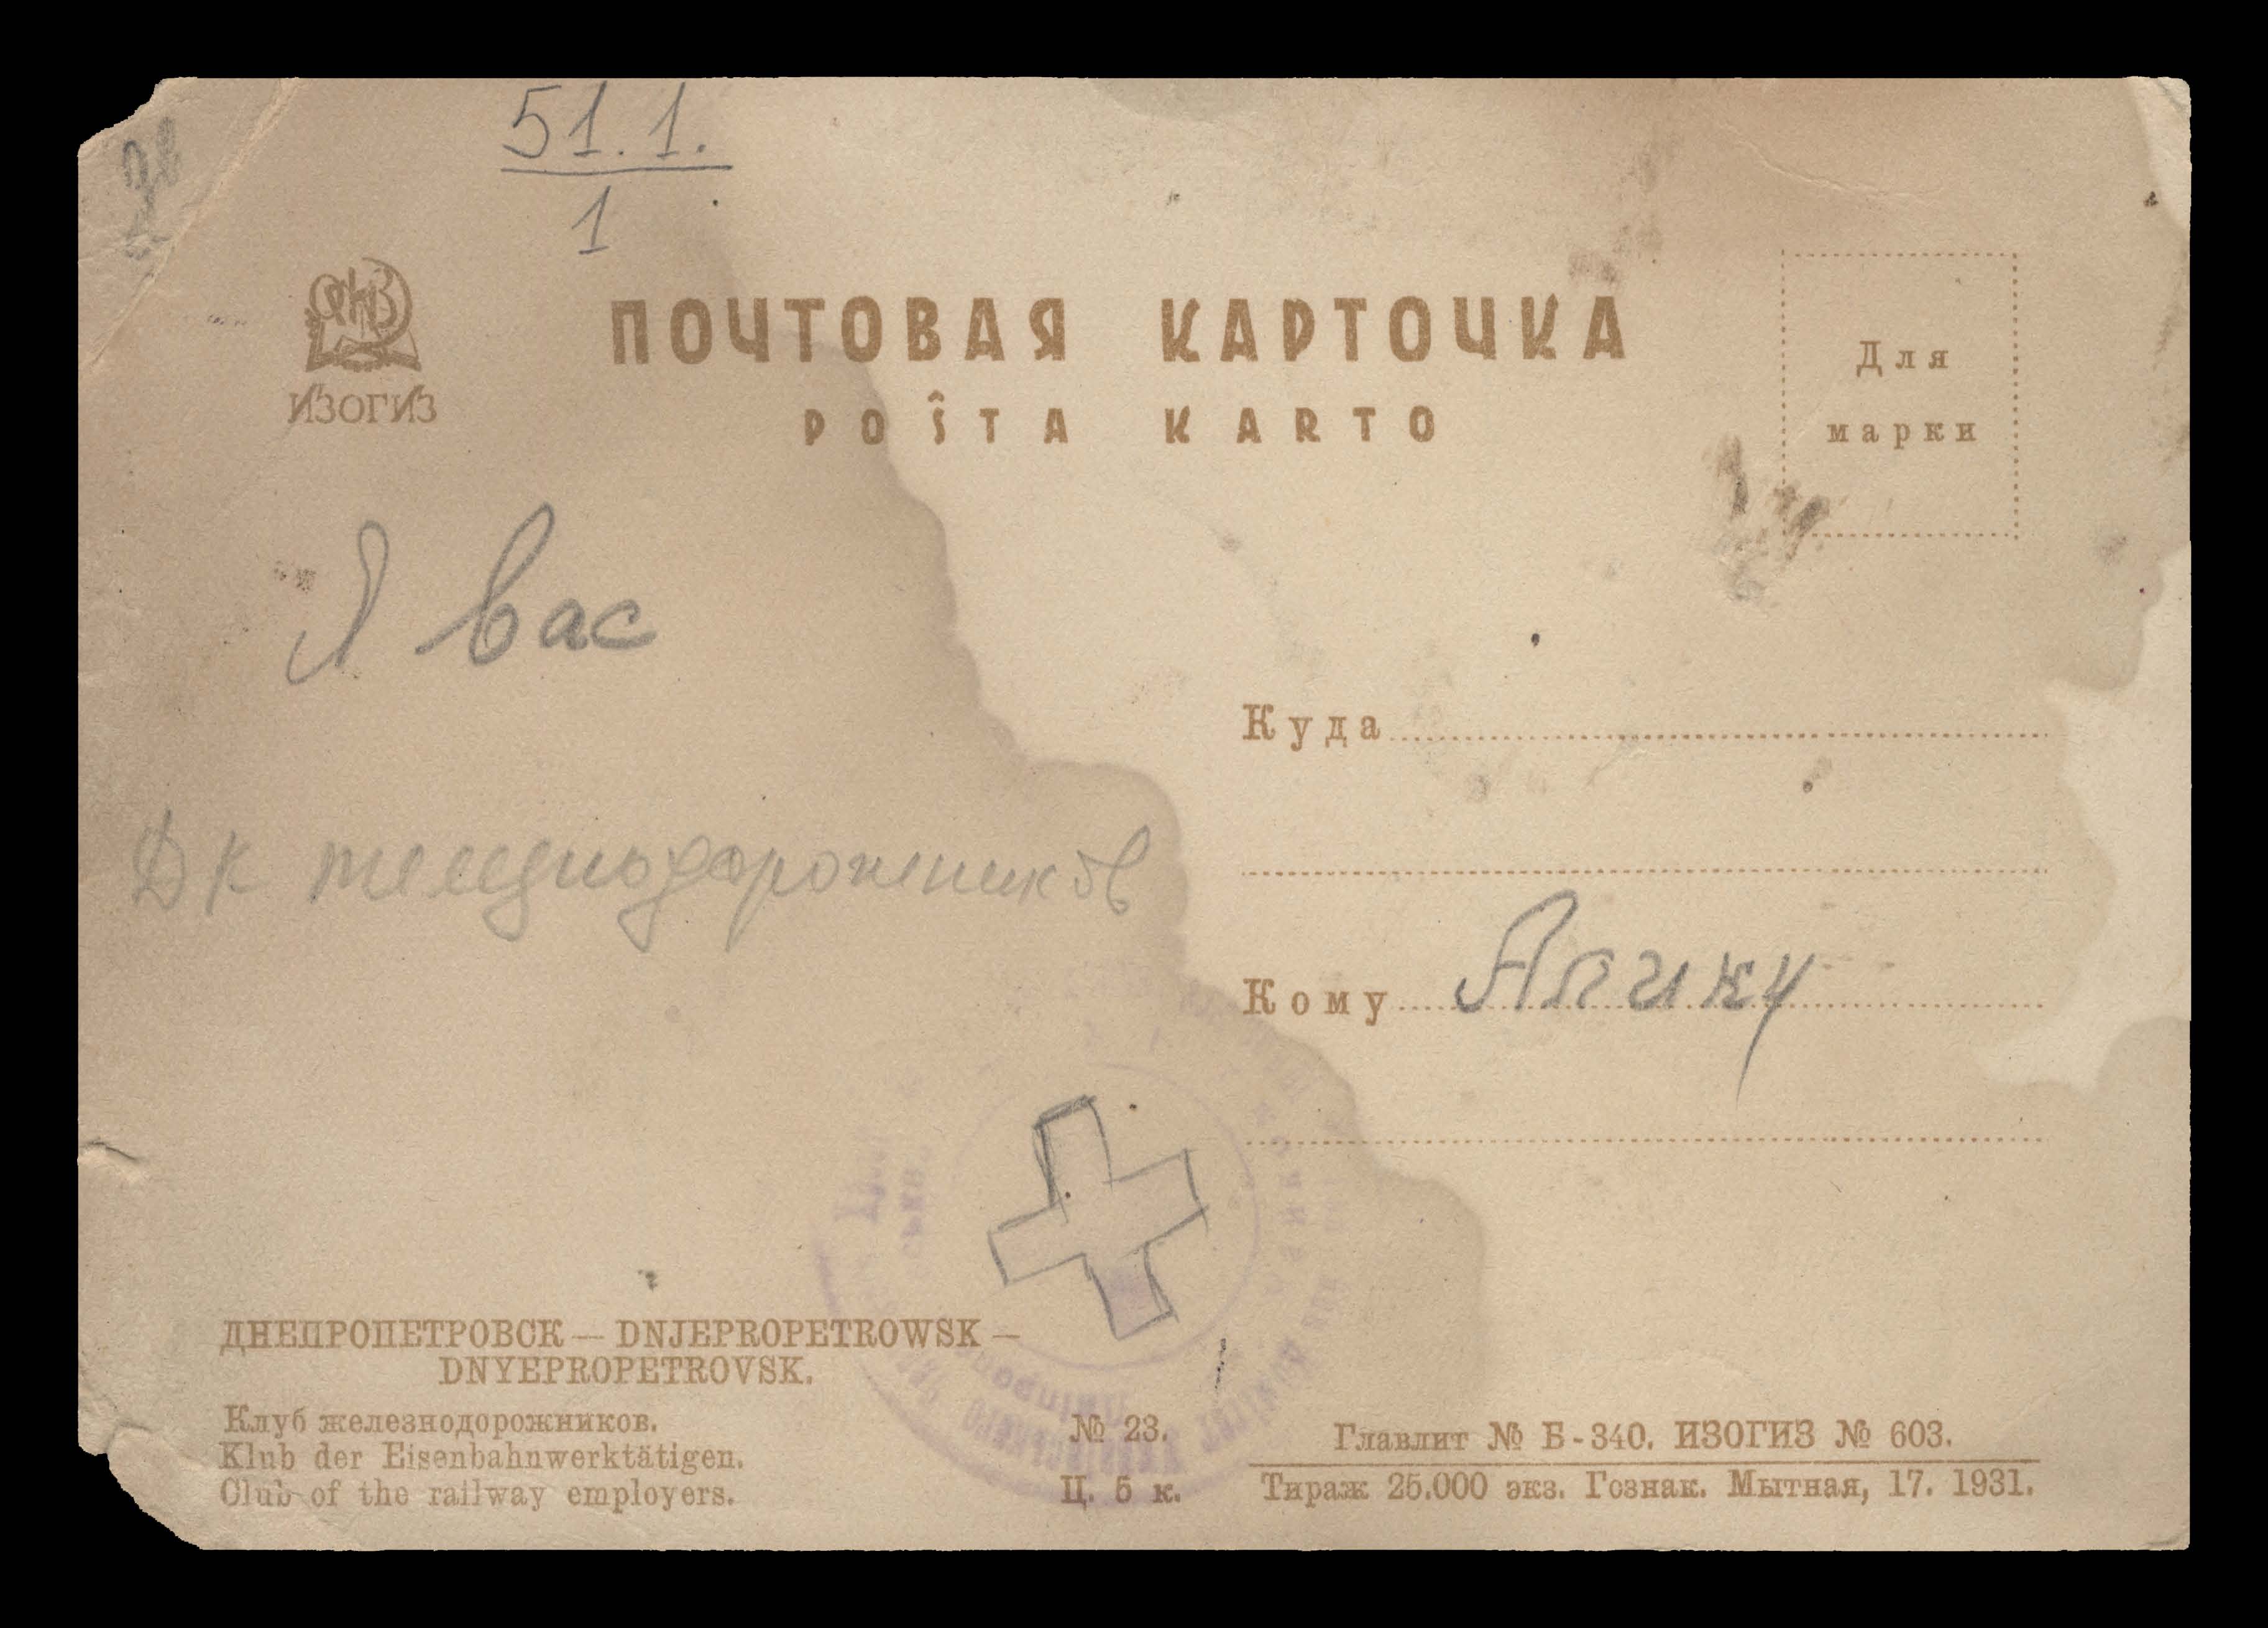 51.1.
1
ИЗОГИЗ
ПОЧТОВАЯ КАРТОЧКА
POŜTA KARTO
Для
марки
Я вас
Куда
ДК железнодорожников
Кому Алику
ДНЕПРОПЕТРОВСК — DNJEPROPETROWSK —
DNYEPROPETROVSK.
Клуб железнодорожников.
Klub der Eisenbahnwerktätigen.
Club of the railway employers.
№ 23.
Ц. 5 к.
Главлит № Б-340. ИЗОГИЗ № 603.
Тираж 25.000 экз. Гознак. Мытная, 17. 1931.